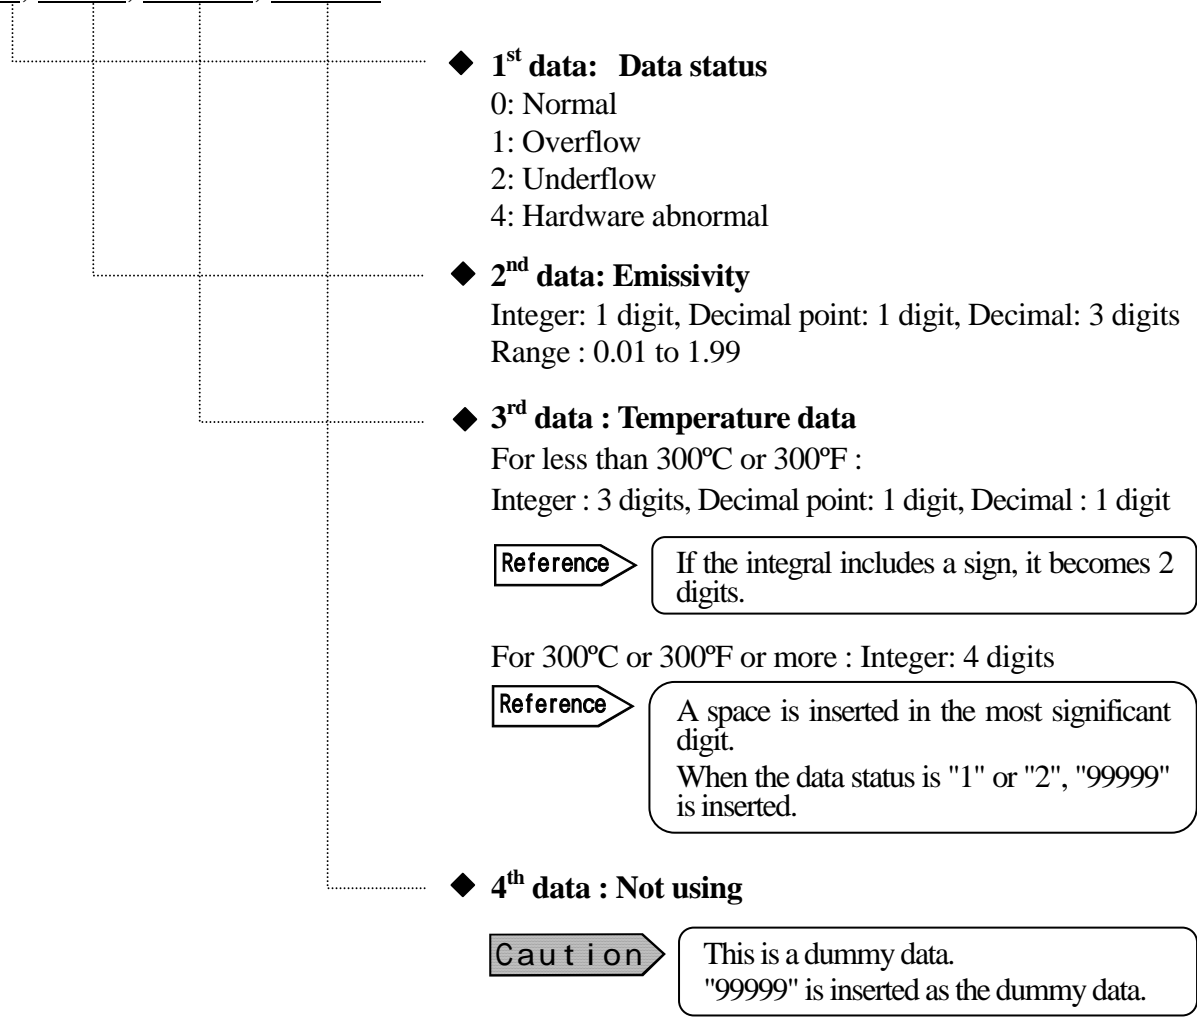 ◆ 1st data: Data status
0: Normal
1: Overflow
2: Underflow
4: Hardware abnormal
◆ 2nd data: Emissivity
Integer: 1 digit, Decimal point: 1 digit, Decimal: 3 digits
Range : 0.01 to 1.99
◆ 3rd data : Temperature data
For less than 300ºC or 300ºF :
Integer : 3 digits, Decimal point: 1 digit, Decimal : 1 digit
Reference
If the integral includes a sign, it becomes 2
digits.
For 300ºC or 300ºF or more : Integer: 4 digits
Reference
A space is inserted in the most significant
digit.
When the data status is "1" or "2", "99999"
is inserted.
◆ 4th data : Not using
Caution
This is a dummy data.
"99999" is inserted as the dummy data.